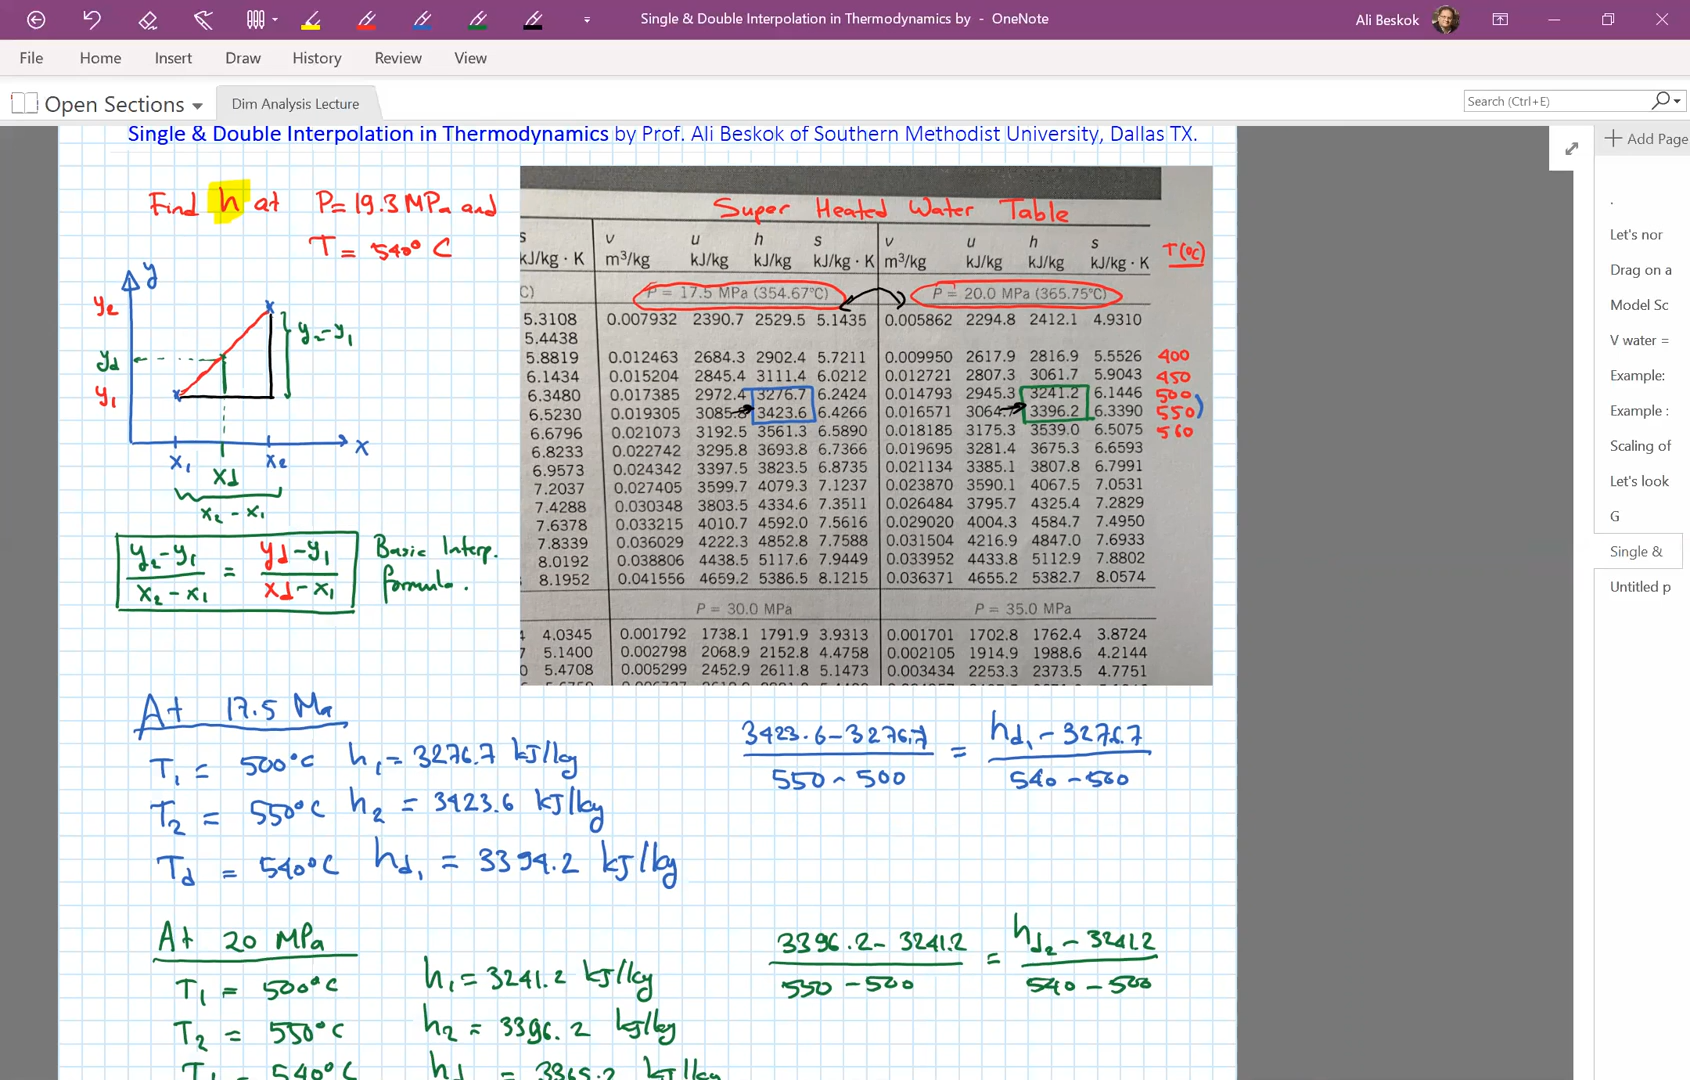 Single & Double Interpolation in Thermodynamics by - OneNote
Ali Beskok
File Home Insert Draw History Review View
Open Sections
Dim Analysis Lecture
Search (Ctrl+E)
Add Page
Single & Double Interpolation in Thermodynamics by Prof. Ali Beskok of Southern Methodist University, Dallas TX.
Find h at P= 19.3 MPa and
T = 540° C
y
y2
yd
y1
y2-y1
x1
xd
x2
x
x2 - x1
y2-y1 / x2-x1 = yd-y1 / xd-x1
Basic Interp.
formula.
Super Heated Water Table
s v u h s v u h s
kJ/kg · K m³/kg kJ/kg kJ/kg kJ/kg · K m³/kg kJ/kg kJ/kg kJ/kg · K T(°C)
C) P = 17.5 MPa (354.67°C) P = 20.0 MPa (365.75°C)
5.3108 0.007932 2390.7 2529.5 5.1435 0.005862 2294.8 2412.1 4.9310
5.4438
5.8819 0.012463 2684.3 2902.4 5.7211 0.009950 2617.9 2816.9 5.5526 400
6.1434 0.015204 2845.4 3111.4 6.0212 0.012721 2807.3 3061.7 5.9043 450
6.3480 0.017385 2972.4 3276.7 6.2424 0.014793 2945.3 3241.2 6.1446 500
6.5230 0.019305 3085 3423.6 6.4266 0.016571 3064 3396.2 6.3390 550
6.6796 0.021073 3192.5 3561.3 6.5890 0.018185 3175.3 3539.0 6.5075 560
6.8233 0.022742 3295.8 3693.8 6.7366 0.019695 3281.4 3675.3 6.6593
6.9573 0.024342 3397.5 3823.5 6.8735 0.021134 3385.1 3807.8 6.7991
7.2037 0.027405 3599.7 4079.3 7.1237 0.023870 3590.1 4067.5 7.0531
7.4288 0.030348 3803.5 4334.6 7.3511 0.026484 3795.7 4325.4 7.2829
7.6378 0.033215 4010.7 4592.0 7.5616 0.029020 4004.3 4584.7 7.4950
7.8339 0.036029 4222.3 4852.8 7.7588 0.031504 4216.9 4847.0 7.6933
8.0192 0.038806 4438.5 5117.6 7.9449 0.033952 4433.8 5112.9 7.8802
8.1952 0.041556 4659.2 5386.5 8.1215 0.036371 4655.2 5382.7 8.0574
P = 30.0 MPa P = 35.0 MPa
4.0345 0.001792 1738.1 1791.9 3.9313 0.001701 1702.8 1762.4 3.8724
7 5.1400 0.002798 2068.9 2152.8 4.4758 0.002105 1914.9 1988.6 4.2144
0 5.4708 0.005299 2452.9 2611.8 5.1473 0.003434 2253.3 2373.5 4.7751
At 17.5 Ma
T1 = 500°C h1 = 3276.7 kJ/kg
T2 = 550°C h2 = 3423.6 kJ/kg
Td = 540°C hd1 = 3394.2 kJ/kg
3423.6-3276.7 / 550-500 = hd1 - 3276.7 / 540-500
At 20 MPa
T1 = 500°C h1 = 3241.2 kJ/kg
T2 = 550°C h2 = 3396.2 kJ/kg
540°C hd = 3365.2 kJ/kg
3396.2-3241.2 / 550-500 = hd2 - 3241.2 / 540-500
.
Let's nor
Drag on a
Model Sc
V water =
Example:
Example :
Scaling of
Let's look
G
Single &
Untitled p